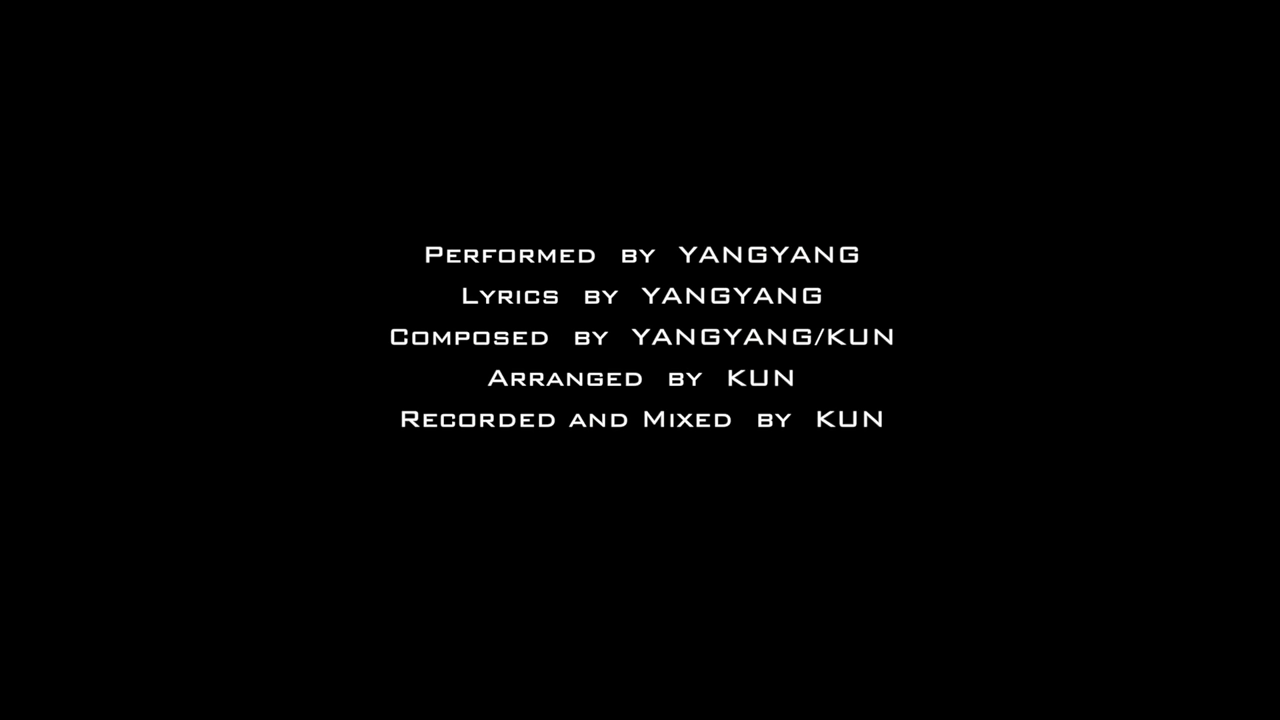 Performed by YANGYANG
Lyrics by YANGYANG
Composed by YANGYANG/KUN
Arranged by KUN
Recorded and Mixed by KUN